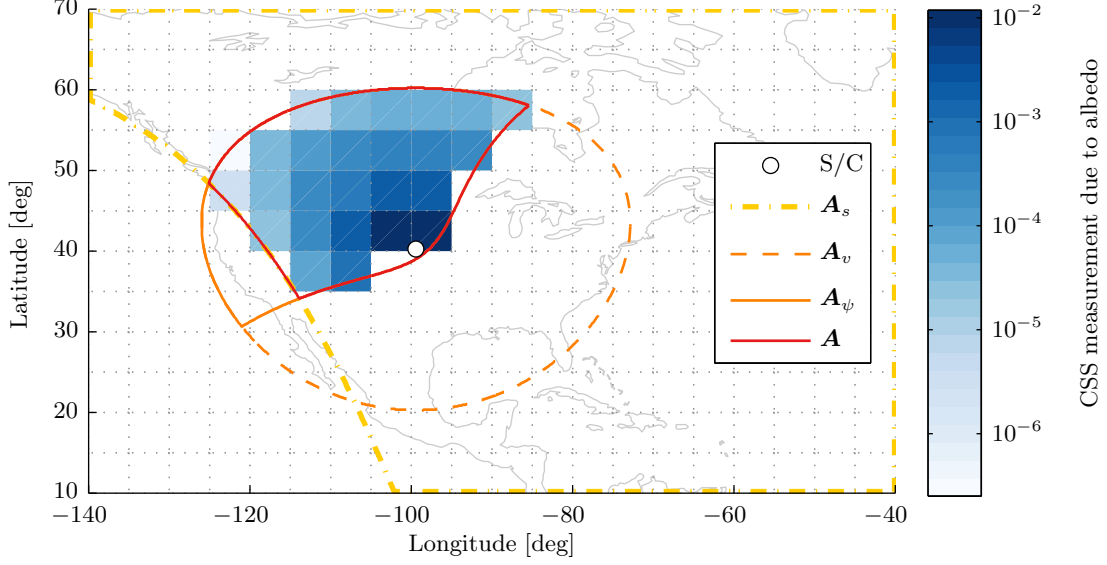 70
60
50
40
30
20
10
Latitude [deg]
−140
−120
−100
−80
−60
−40
Longitude [deg]
S/C
A_s
A_v
A_ψ
A
10^−2
10^−3
10^−4
10^−5
10^−6
CSS measurement due to albedo